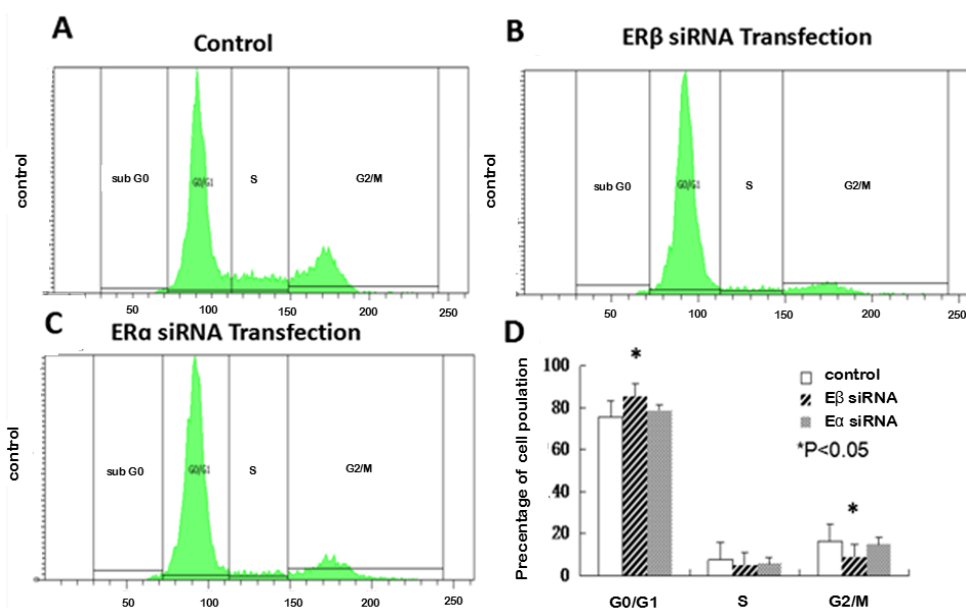 A
Control
control
sub G0
G0/G1
S
G2/M
50
100
150
200
250
B
ERβ siRNA Transfection
control
sub G0
G0/G1
S
G2/M
50
100
150
200
250
C
ERα siRNA Transfection
control
sub G0
G0/G1
S
G2/M
0
50
100
150
200
250
D
Precentage of cell poulation
100
80
60
40
20
0
*
*
control
Eβ siRNA
Eα siRNA
*P<0.05
G0/G1
S
G2/M